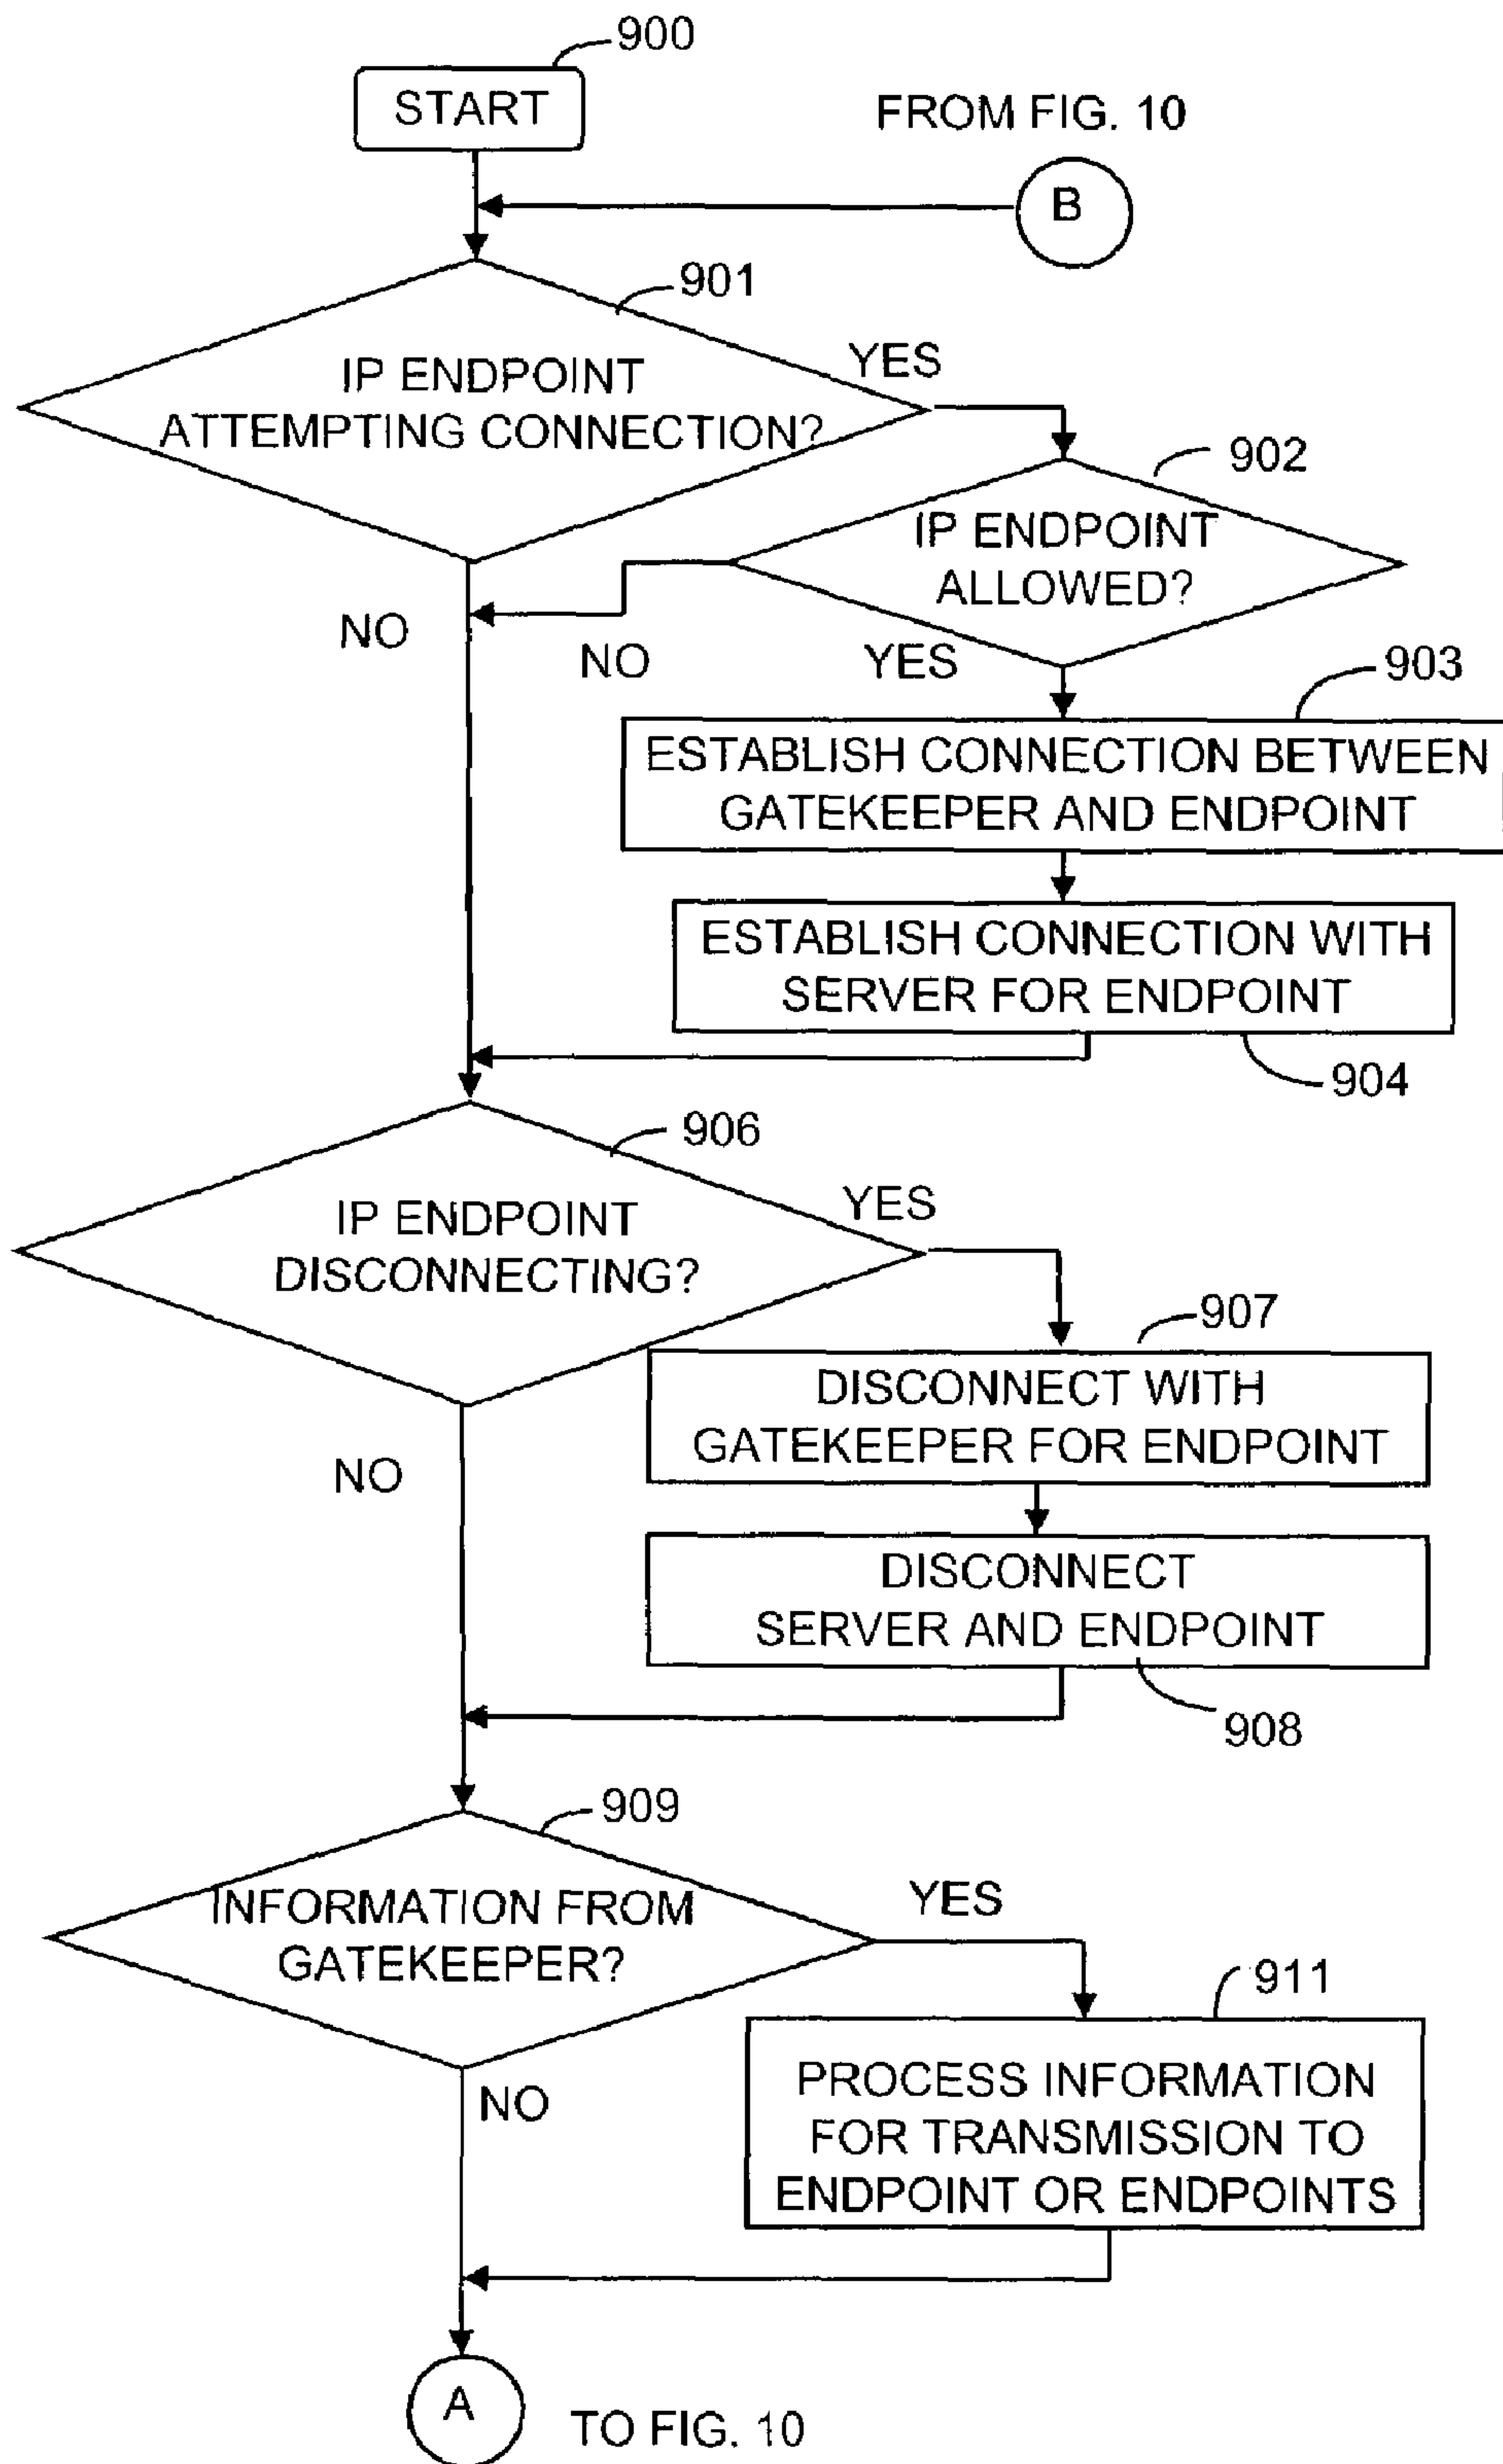 900
START
FROM FIG. 10
B
901
IP ENDPOINT
ATTEMPTING CONNECTION?
YES
902
IP ENDPOINT
ALLOWED?
NO
NO
YES
903
ESTABLISH CONNECTION BETWEEN
GATEKEEPER AND ENDPOINT
ESTABLISH CONNECTION WITH
SERVER FOR ENDPOINT
904
906
IP ENDPOINT
DISCONNECTING?
YES
907
DISCONNECT WITH
GATEKEEPER FOR ENDPOINT
NO
DISCONNECT
SERVER AND ENDPOINT
908
909
INFORMATION FROM
GATEKEEPER?
YES
911
PROCESS INFORMATION
FOR TRANSMISSION TO
ENDPOINT OR ENDPOINTS
NO
A
TO FIG. 10